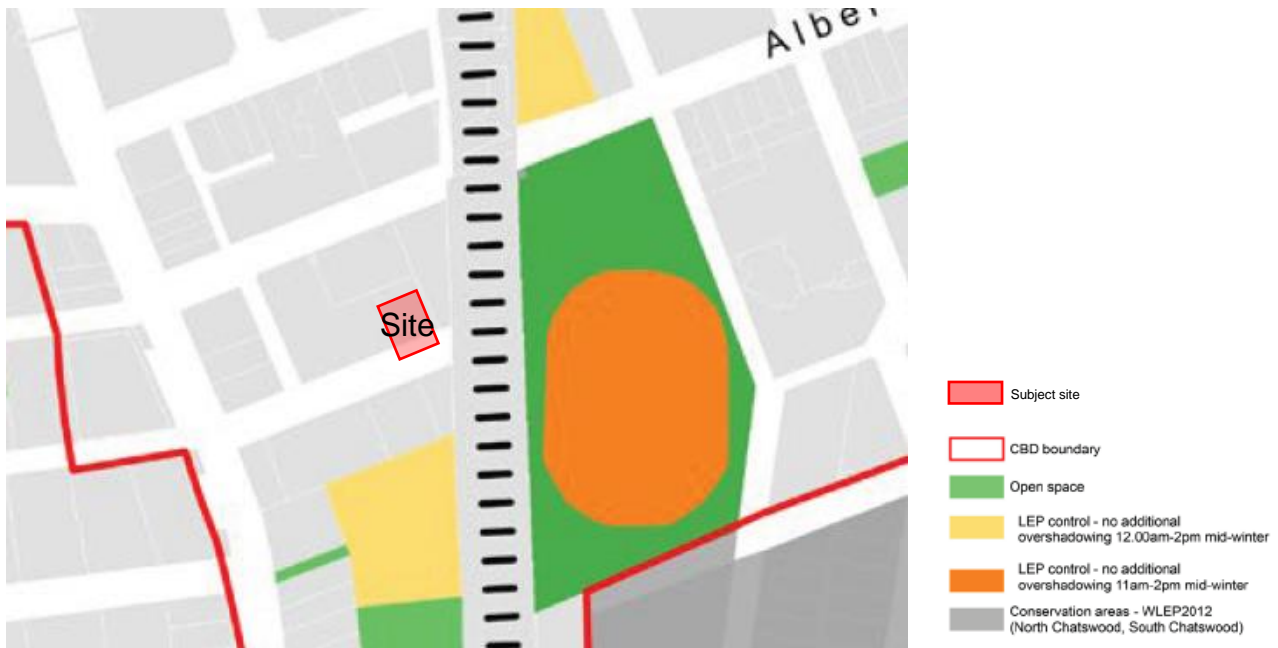 Alber
Site
Subject site
CBD boundary
Open space
LEP control - no additional
overshadowing 12.00am-2pm mid-winter
LEP control - no additional
overshadowing 11am-2pm mid-winter
Conservation areas - WLEP2012
(North Chatswood, South Chatswood)